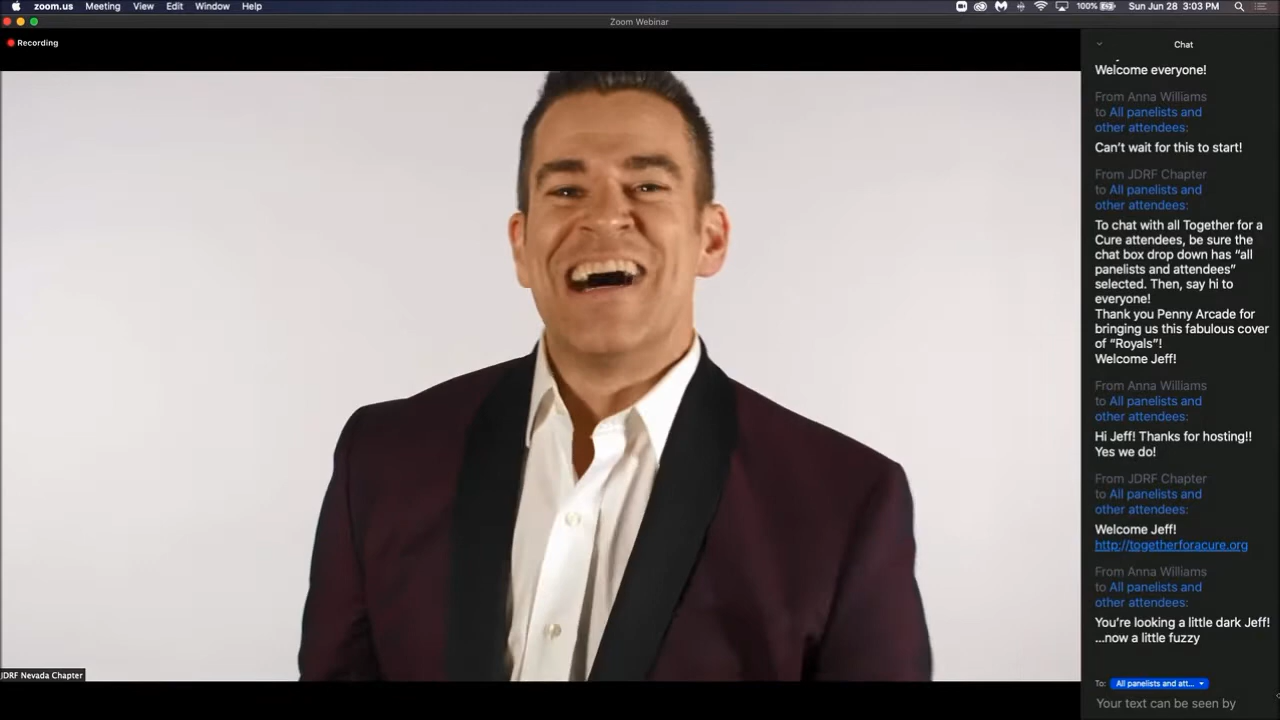 zoom.us Meeting View Edit Window Help 100% Sun Jun 28 3:03 PM
Zoom Webinar
Recording
Chat
Welcome everyone!
From Anna Williams
to All panelists and
other attendees:
Can't wait for this to start!
From JDRF Chapter
to All panelists and
other attendees:
To chat with all Together for a
Cure attendees, be sure the
chat box drop down has “all
panelists and attendees”
selected. Then, say hi to
everyone!
Thank you Penny Arcade for
bringing us this fabulous cover
of “Royals”!
Welcome Jeff!
From Anna Williams
to All panelists and
other attendees:
Hi Jeff! Thanks for hosting!!
Yes we do!
From JDRF Chapter
to All panelists and
other attendees:
Welcome Jeff!
http://togetherforacure.org
From Anna Williams
to All panelists and
other attendees:
You're looking a little dark Jeff!
...now a little fuzzy
To: All panelists and att...
Your text can be seen by
JDRF Nevada Chapter